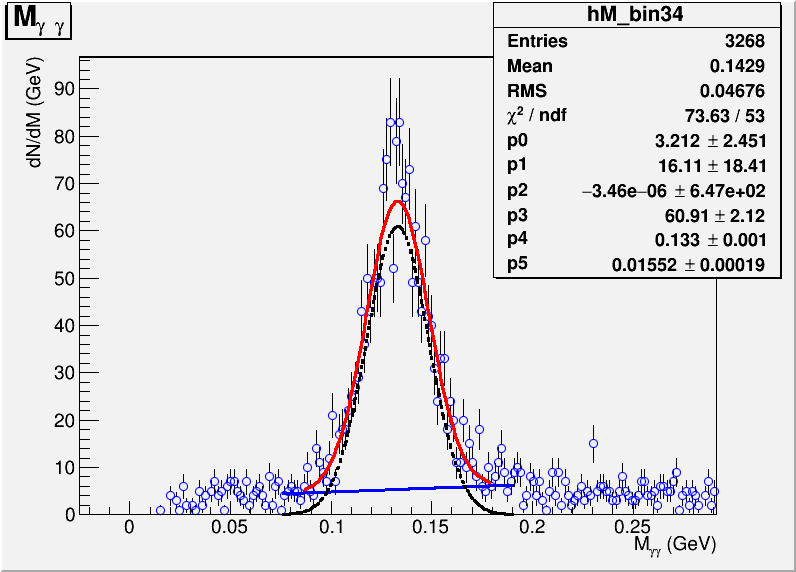 M γ γ
hM_bin34
Entries 3268
Mean 0.1429
RMS 0.04676
χ² / ndf 73.63 / 53
p0 3.212 ± 2.451
p1 16.11 ± 18.41
p2 −3.46e−06 ± 6.47e+02
p3 60.91 ± 2.12
p4 0.133 ± 0.001
p5 0.01552 ± 0.00019
dN/dM (GeV)
90
80
70
60
50
40
30
20
10
0
0 0.05 0.1 0.15 0.2 0.25
Mγγ (GeV)